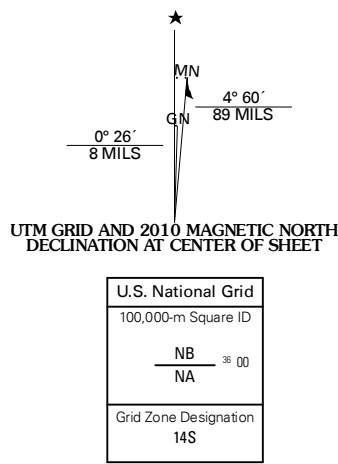 ★
MN
4° 60´
89 MILS
GN
0° 26´
8 MILS
UTM GRID AND 2010 MAGNETIC NORTH
DECLINATION AT CENTER OF SHEET
U.S. National Grid
100,000-m Square ID
NB
36 00
NA
Grid Zone Designation
14S